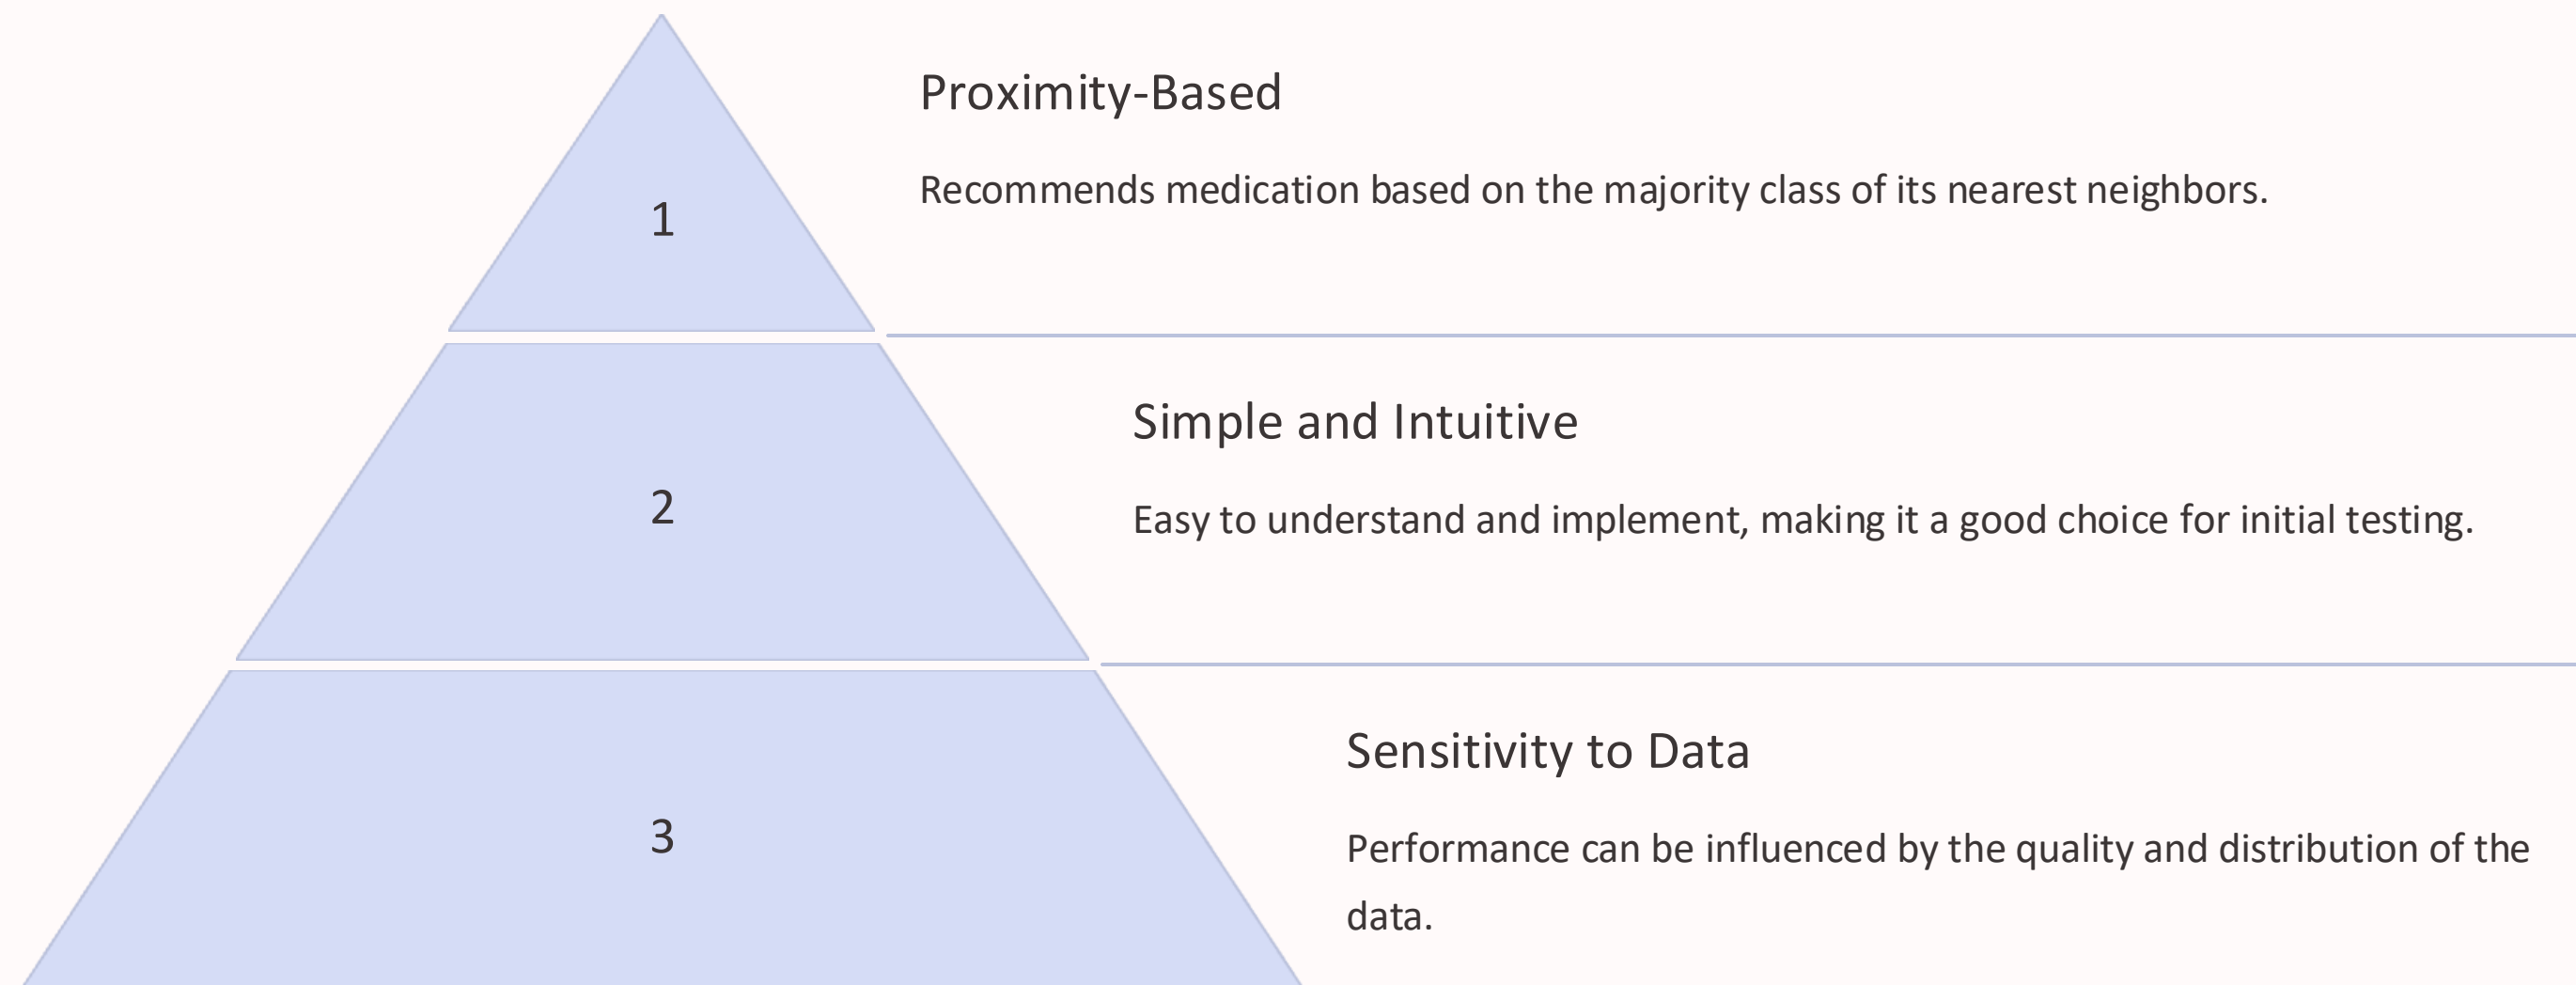 Proximity-Based
Recommends medication based on the majority class of its nearest neighbors.
1
Simple and Intuitive
Easy to understand and implement, making it a good choice for initial testing.
2
Sensitivity to Data
Performance can be influenced by the quality and distribution of the
data.
3